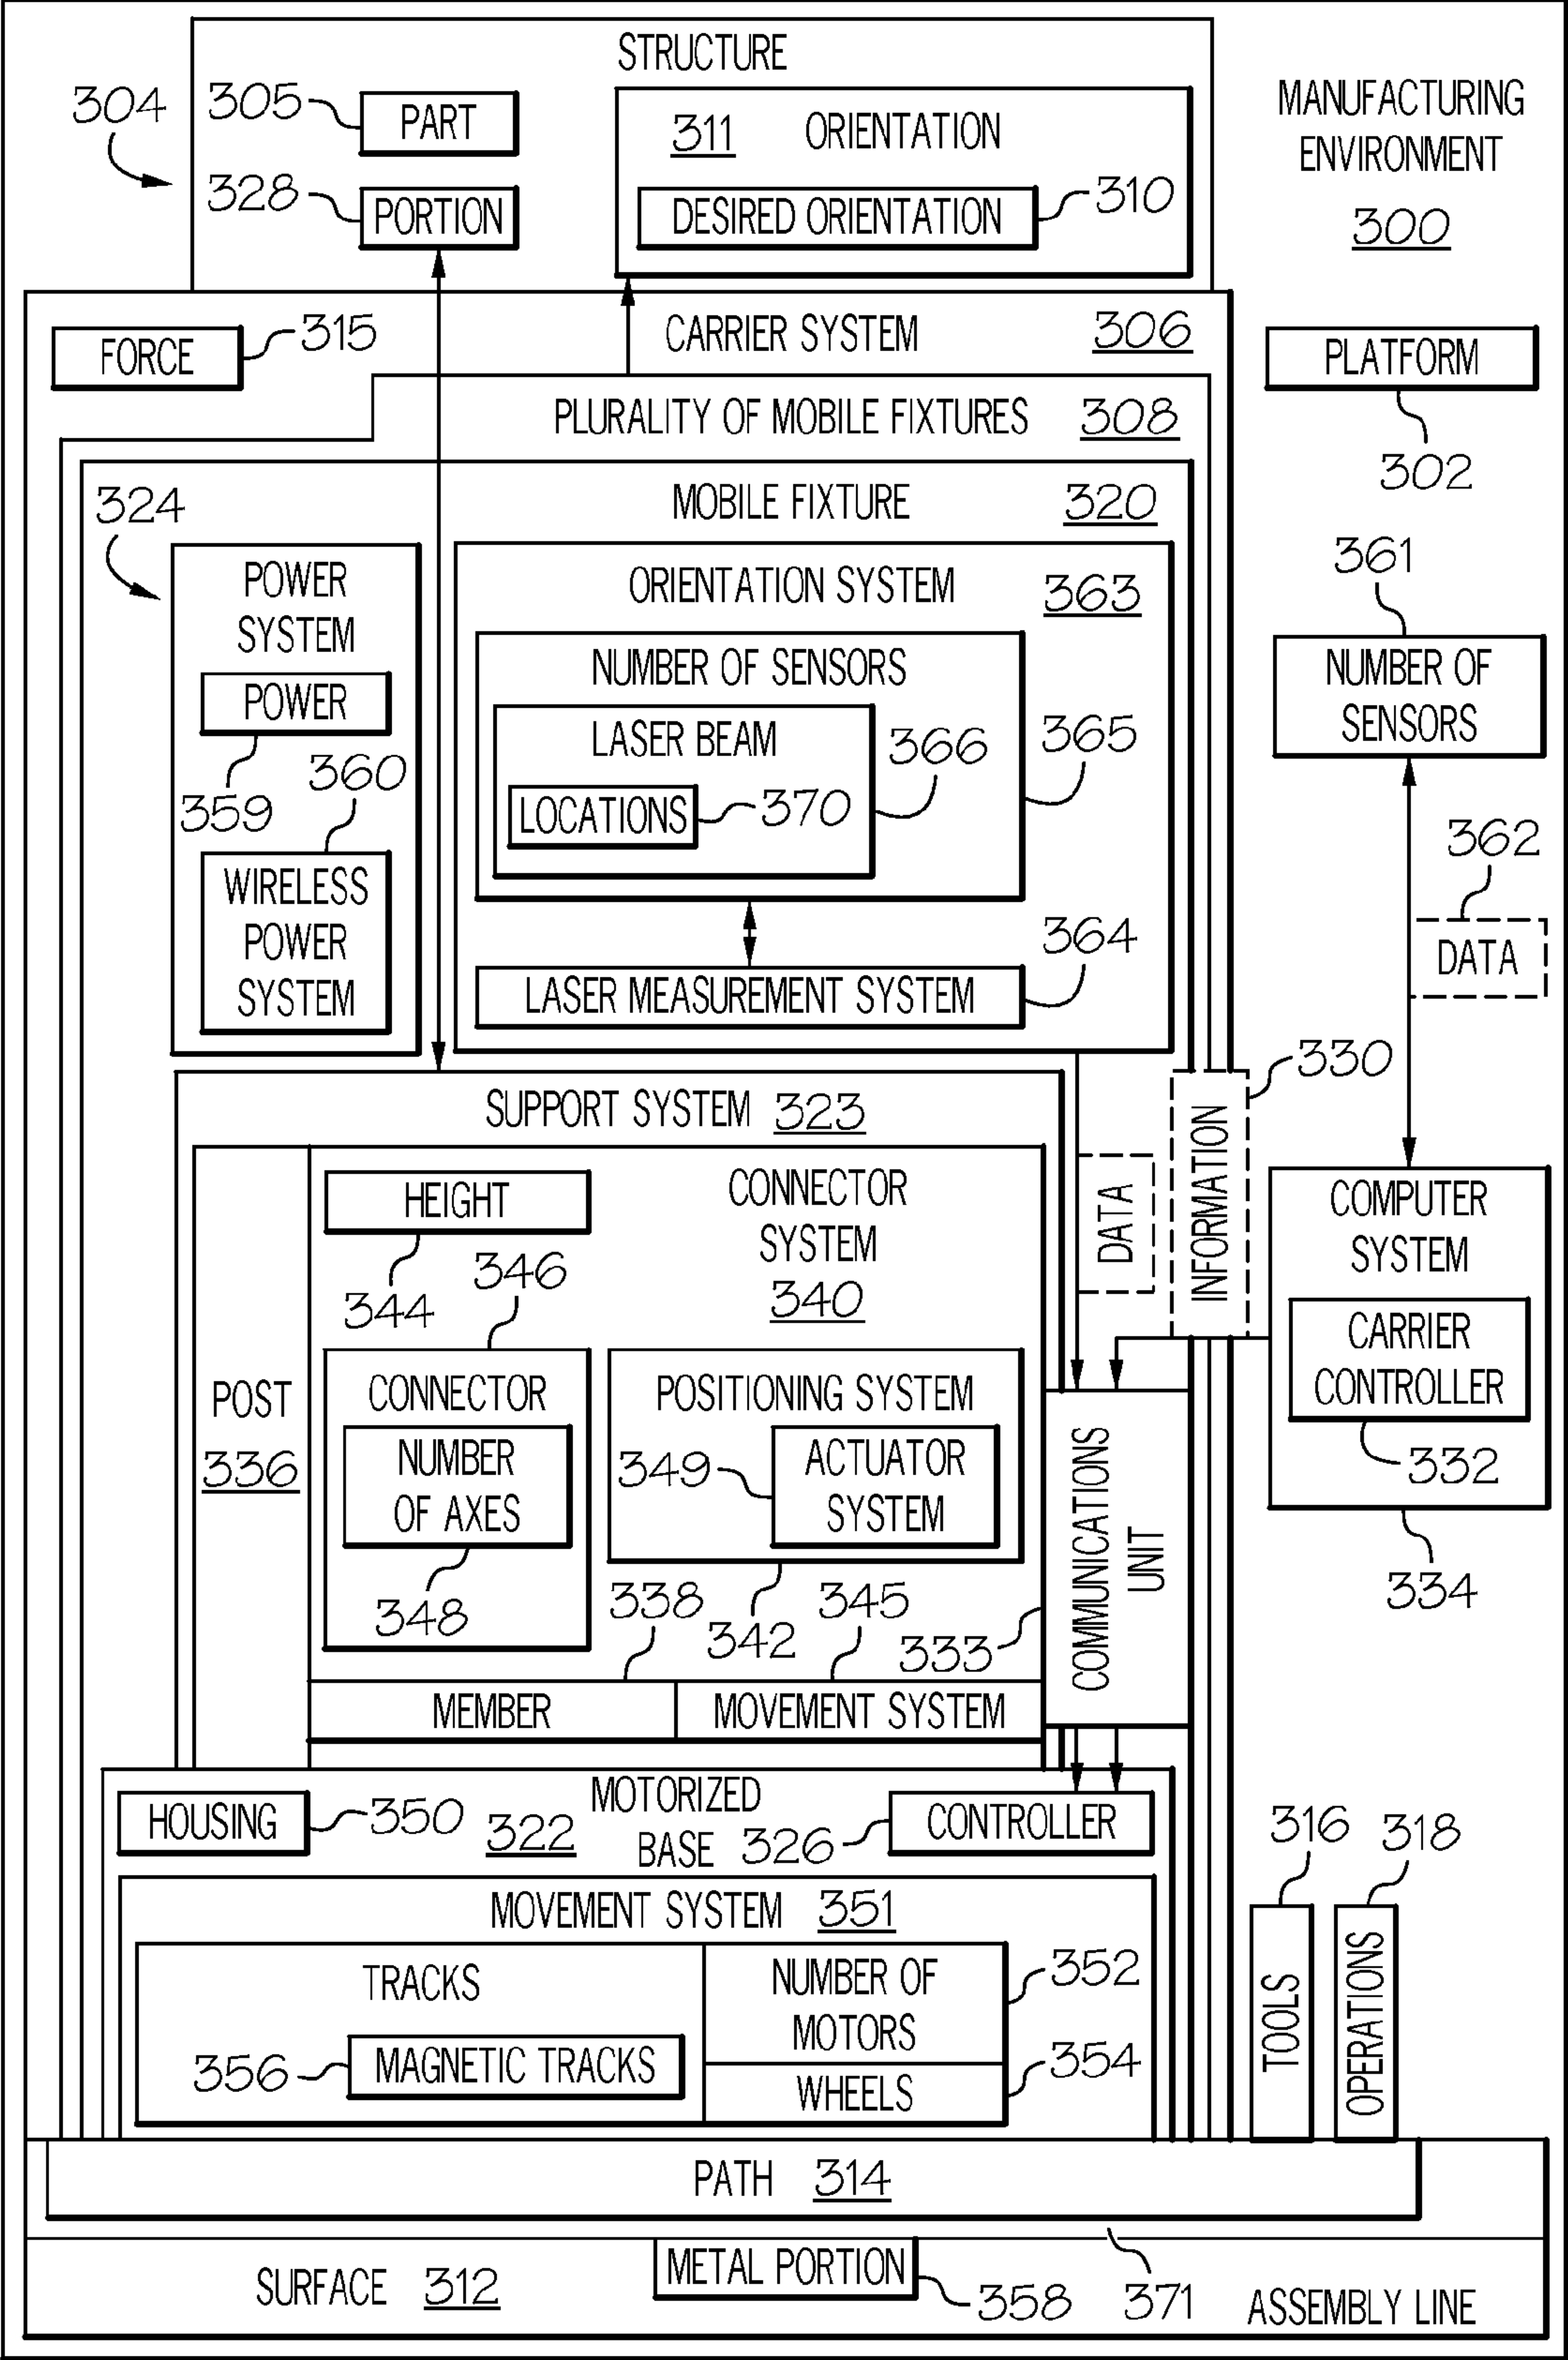 STRUCTURE
304
305
PART
328
PORTION
311
ORIENTATION
DESIRED ORIENTATION
310
MANUFACTURING
ENVIRONMENT
300
FORCE
315
CARRIER SYSTEM
306
PLATFORM
302
PLURALITY OF MOBILE FIXTURES
308
324
MOBILE FIXTURE
320
POWER
SYSTEM
POWER
359
360
WIRELESS
POWER
SYSTEM
ORIENTATION SYSTEM
363
NUMBER OF SENSORS
LASER BEAM
LOCATIONS
370
366
365
364
LASER MEASUREMENT SYSTEM
361
NUMBER OF
SENSORS
362
DATA
330
INFORMATION
DATA
SUPPORT SYSTEM 323
HEIGHT
344
CONNECTOR
SYSTEM
340
346
POST
336
CONNECTOR
NUMBER
OF AXES
348
POSITIONING SYSTEM
349
ACTUATOR
SYSTEM
342
338
345
333
COMMUNICATIONS
UNIT
COMPUTER
SYSTEM
CARRIER
CONTROLLER
332
334
MEMBER
MOVEMENT SYSTEM
HOUSING
350
322
MOTORIZED
BASE
326
CONTROLLER
MOVEMENT SYSTEM 351
TRACKS
356
MAGNETIC TRACKS
NUMBER OF
MOTORS
352
WHEELS
354
316
TOOLS
318
OPERATIONS
PATH 314
SURFACE 312
METAL PORTION
358
371
ASSEMBLY LINE